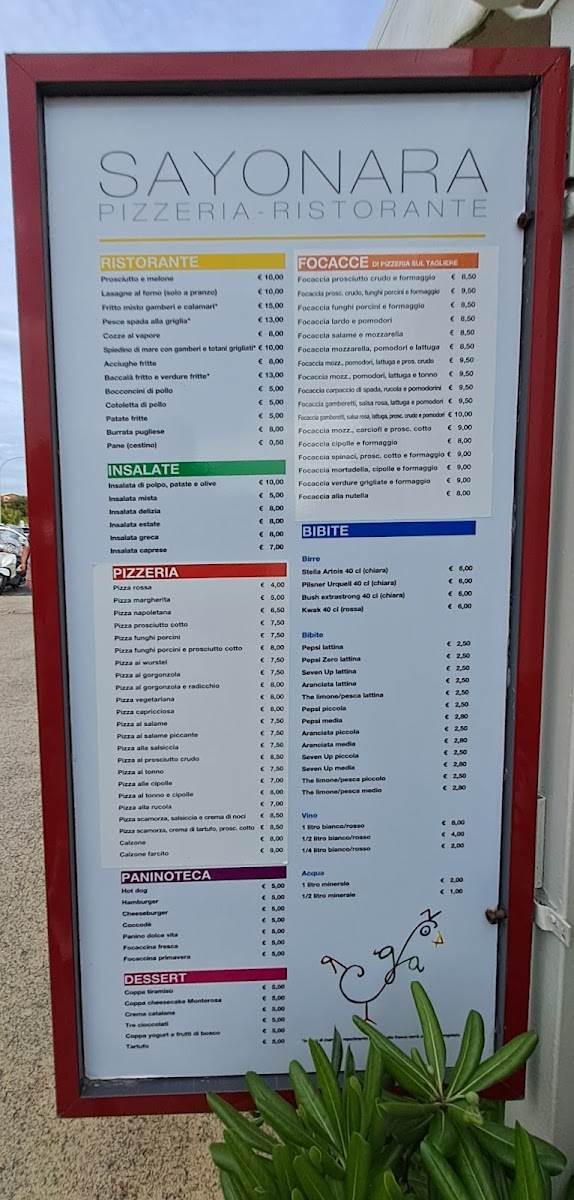 SAYONARA
PIZZERIA - RISTORANTE
RISTORANTE
Prosciutto e melone € 10,00
Lasagne al forno (solo a pranzo) € 10,00
Fritto misto gamberi e calamari* € 15,00
Pesce spada alla griglia* € 13,00
Cozze al vapore € 8,00
Spiedino di mare con gamberi e totani grigliati* € 10,00
Acciughe fritte € 8,00
Baccalà fritto e verdure fritte* € 13,00
Bocconcini di pollo € 5,00
Cotoletta di pollo € 5,00
Patate fritte € 5,00
Burrata pugliese € 8,00
Pane (cestino) € 0,50
INSALATE
Insalata di polpo, patate e olive € 10,00
Insalata mista € 5,00
Insalata delizia € 8,00
Insalata estate € 8,00
Insalata greca € 8,00
Insalata caprese € 7,00
PIZZERIA
Pizza rossa € 4,00
Pizza margherita € 5,00
Pizza napoletana € 6,50
Pizza prosciutto cotto € 7,50
Pizza funghi porcini € 7,50
Pizza funghi porcini e prosciutto cotto € 8,00
Pizza ai wurstel € 7,50
Pizza al gorgonzola € 7,50
Pizza al gorgonzola e radicchio € 8,00
Pizza vegetariana € 8,00
Pizza capricciosa € 8,00
Pizza al salame € 7,50
Pizza al salame piccante € 7,50
Pizza alla salsiccia € 7,50
Pizza al prosciutto crudo € 8,50
Pizza al tonno € 7,50
Pizza alle cipolle € 7,00
Pizza al tonno e cipolle € 8,00
Pizza alla rucola € 7,00
Pizza scamorza, salsiccia e crema di noci € 8,50
Pizza scamorza, crema di tartufo, prosc. cotto € 8,50
Calzone € 8,00
Calzone farcito € 9,00
PANINOTECA
Hot dog € 5,00
Hamburger € 5,00
Cheeseburger € 5,00
Coccodè € 5,00
Panino dolce vita € 5,00
Focaccina fresca € 5,00
Focaccina primavera € 5,00
DESSERT
Coppa tiramisù € 5,00
Coppa cheesecake Monterosa € 5,00
Crema catalana € 5,00
Tre cioccolati € 5,00
Coppa yogurt e frutti di bosco € 5,00
Tartufo € 5,00
FOCACCE DI PIZZERIA SUL TAGLIERE
Focaccia prosciutto crudo e formaggio € 8,50
Focaccia prosc. crudo, funghi porcini e formaggio € 9,50
Focaccia funghi porcini e formaggio € 8,50
Focaccia lardo e pomodori € 8,50
Focaccia salame e mozzarella € 8,50
Focaccia mozzarella, pomodori e lattuga € 8,50
Focaccia mozz., pomodori, lattuga e pros. crudo € 9,50
Focaccia mozz., pomodori, lattuga e tonno € 9,50
Focaccia carpaccio di spada, rucola e pomodorini € 9,50
Focaccia gamberetti, salsa rosa, lattuga e pomodori € 9,50
Focaccia gamberetti, salsa rosa, lattuga, prosc. crudo e pomodori € 10,00
Focaccia mozz., carciofi e prosc. cotto € 9,00
Focaccia cipolle e formaggio € 8,00
Focaccia spinaci, prosc. cotto e formaggio € 9,00
Focaccia mortadella, cipolle e formaggio € 9,00
Focaccia verdure grigliate e formaggio € 9,00
Focaccia alla nutella € 8,00
BIBITE
Birre
Stella Artois 40 cl (chiara) € 6,00
Pilsner Urquell 40 cl (chiara) € 6,00
Bush extrastrong 40 cl (chiara) € 6,00
Kwak 40 cl (rossa) € 6,00
Bibite
Pepsi lattina € 2,50
Pepsi Zero lattina € 2,50
Seven Up lattina € 2,50
Aranciata lattina € 2,50
The limone/pesca lattina € 2,50
Pepsi piccola € 2,50
Pepsi media € 2,80
Aranciata piccola € 2,50
Aranciata media € 2,80
Seven Up piccola € 2,50
Seven Up media € 2,80
The limone/pesca piccolo € 2,50
The limone/pesca medio € 2,80
Vino
1 litro bianco/rosso € 8,00
1/2 litro bianco/rosso € 4,00
1/4 litro bianco/rosso € 2,00
Acqua
1 litro minerale € 2,00
1/2 litro minerale € 1,00